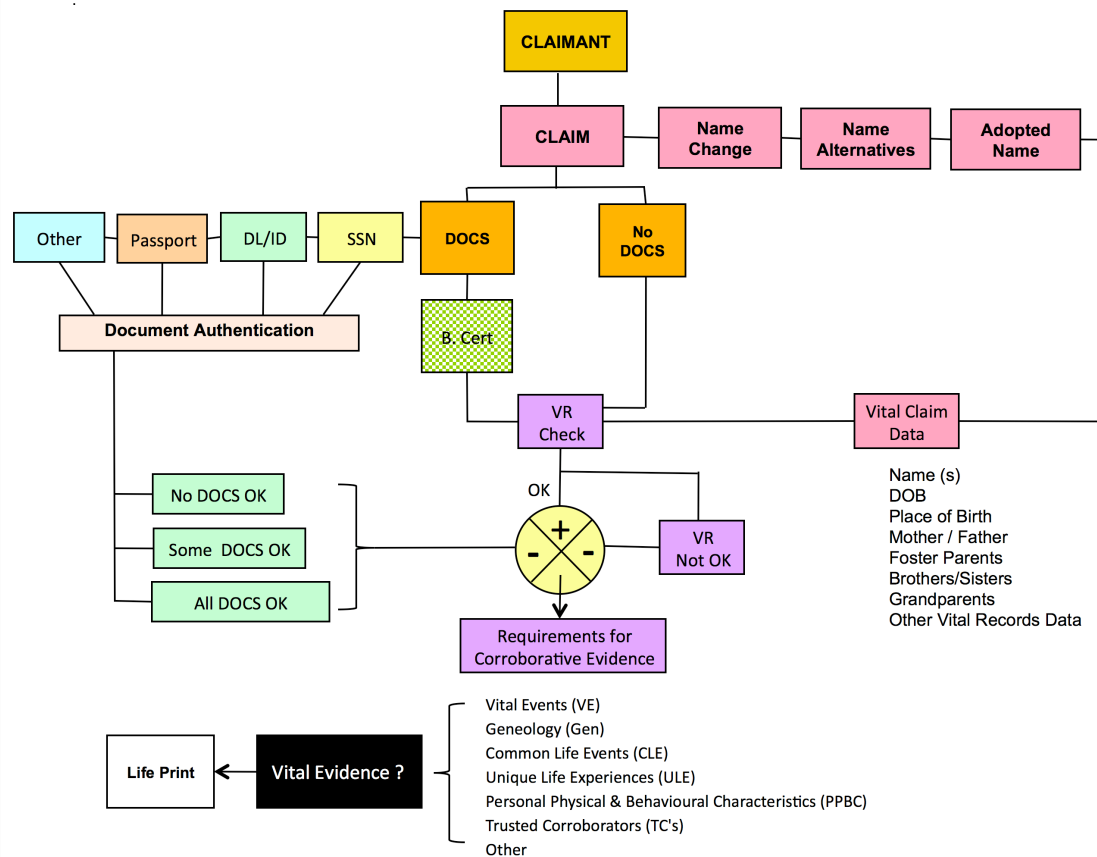 CLAIMANT
CLAIM
Name
Change
Name
Alternatives
Adopted
Name
Other
Passport
DL/ID
SSN
DOCS
No
DOCS
Document Authentication
B. Cert
VR
Check
Vital Claim
Data
Name (s)
DOB
Place of Birth
Mother / Father
Foster Parents
Brothers/Sisters
Grandparents
Other Vital Records Data
No DOCS OK
Some DOCS OK
All DOCS OK
OK
+
-
-
VR
Not OK
Requirements for
Corroborative Evidence
Vital Events (VE)
Geneology (Gen)
Common Life Events (CLE)
Unique Life Experiences (ULE)
Personal Physical & Behavioural Characteristics (PPBC)
Trusted Corroborators (TC's)
Other
Life Print
Vital Evidence ?